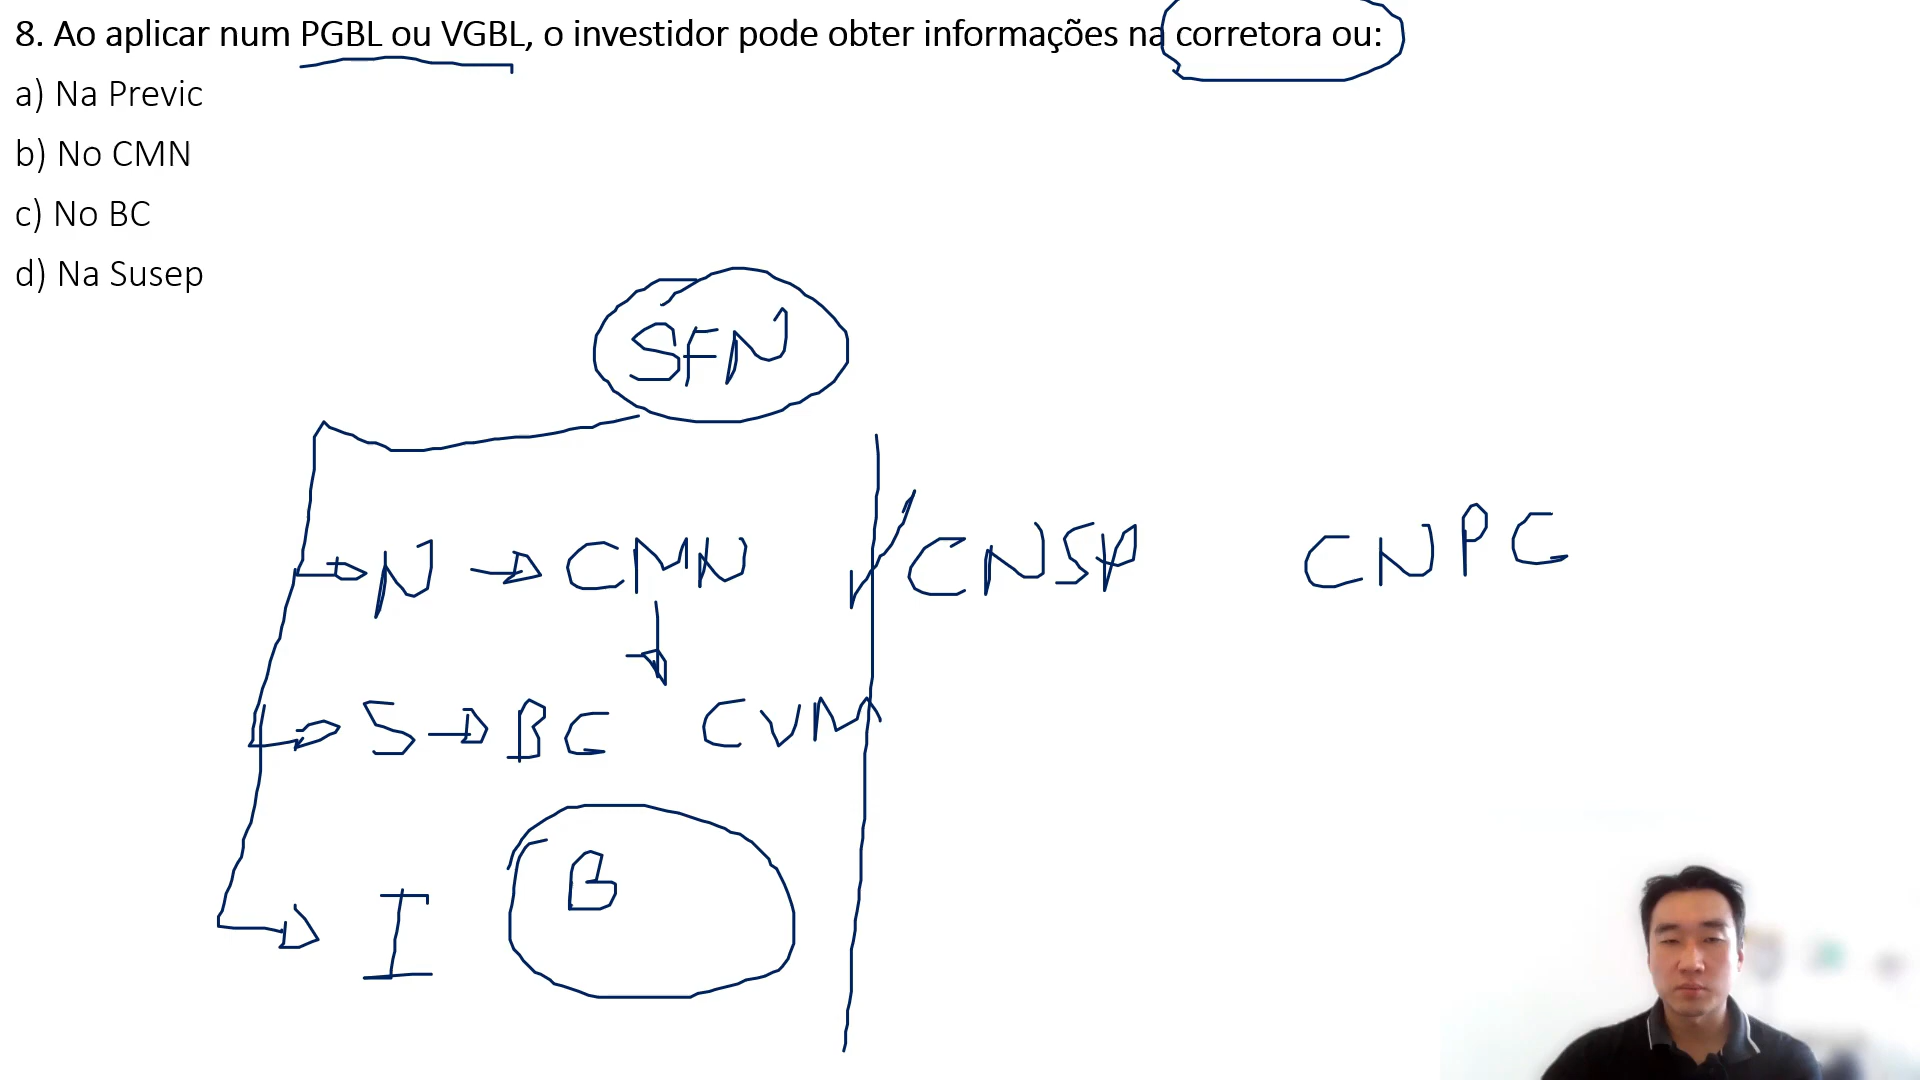 8. Ao aplicar num PGBL ou VGBL, o investidor pode obter informações na corretora ou:
a) Na Previc
b) No CMN
c) No BC
d) Na Susep
SFN
N CMN CNSP CNPC
S BC CVM
I B